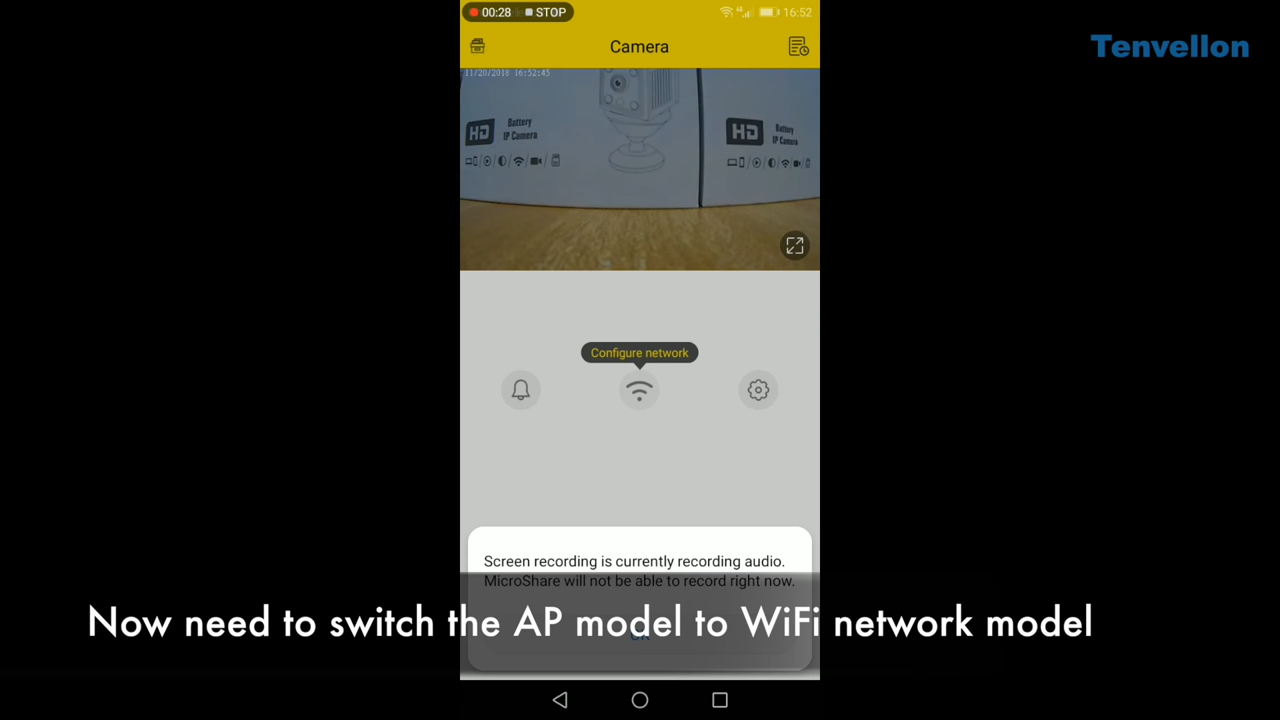 00:28 STOP
4G
16:52
Camera
Tenvellon
11/20/2018 16:52:45
HD Battery IP Camera
HD Battery IP Camera
Configure network
Screen recording is currently recording audio.
MicroShare will not be able to record right now.
OK
Now need to switch the AP model to WiFi network model